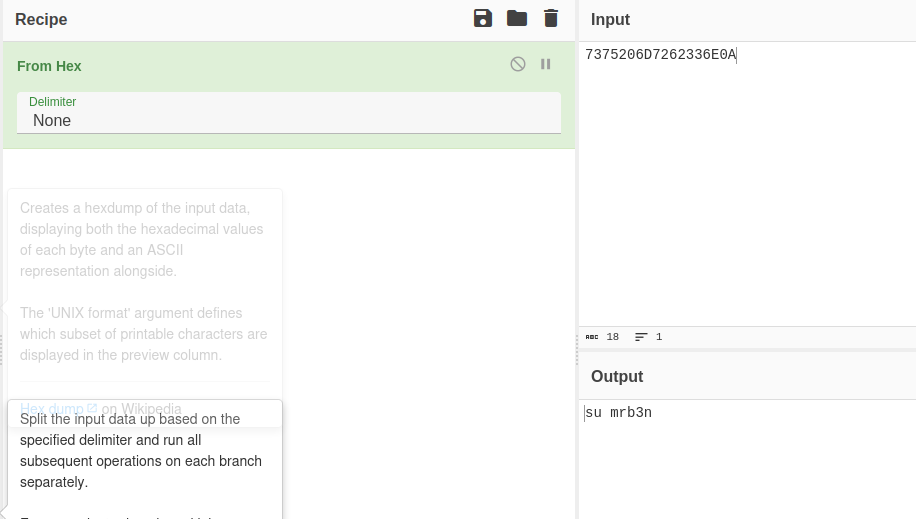 Recipe
From Hex
Delimiter
None
Creates a hexdump of the input data,
displaying both the hexadecimal values
of each byte and an ASCII
representation alongside.
The 'UNIX format' argument defines
which subset of printable characters are
displayed in the preview column.
Hex dump on Wikipedia
Split the input data up based on the
specified delimiter and run all
subsequent operations on each branch
separately.
Input
7375206D7262336E0A
ABC 18 1
Output
su mrb3n